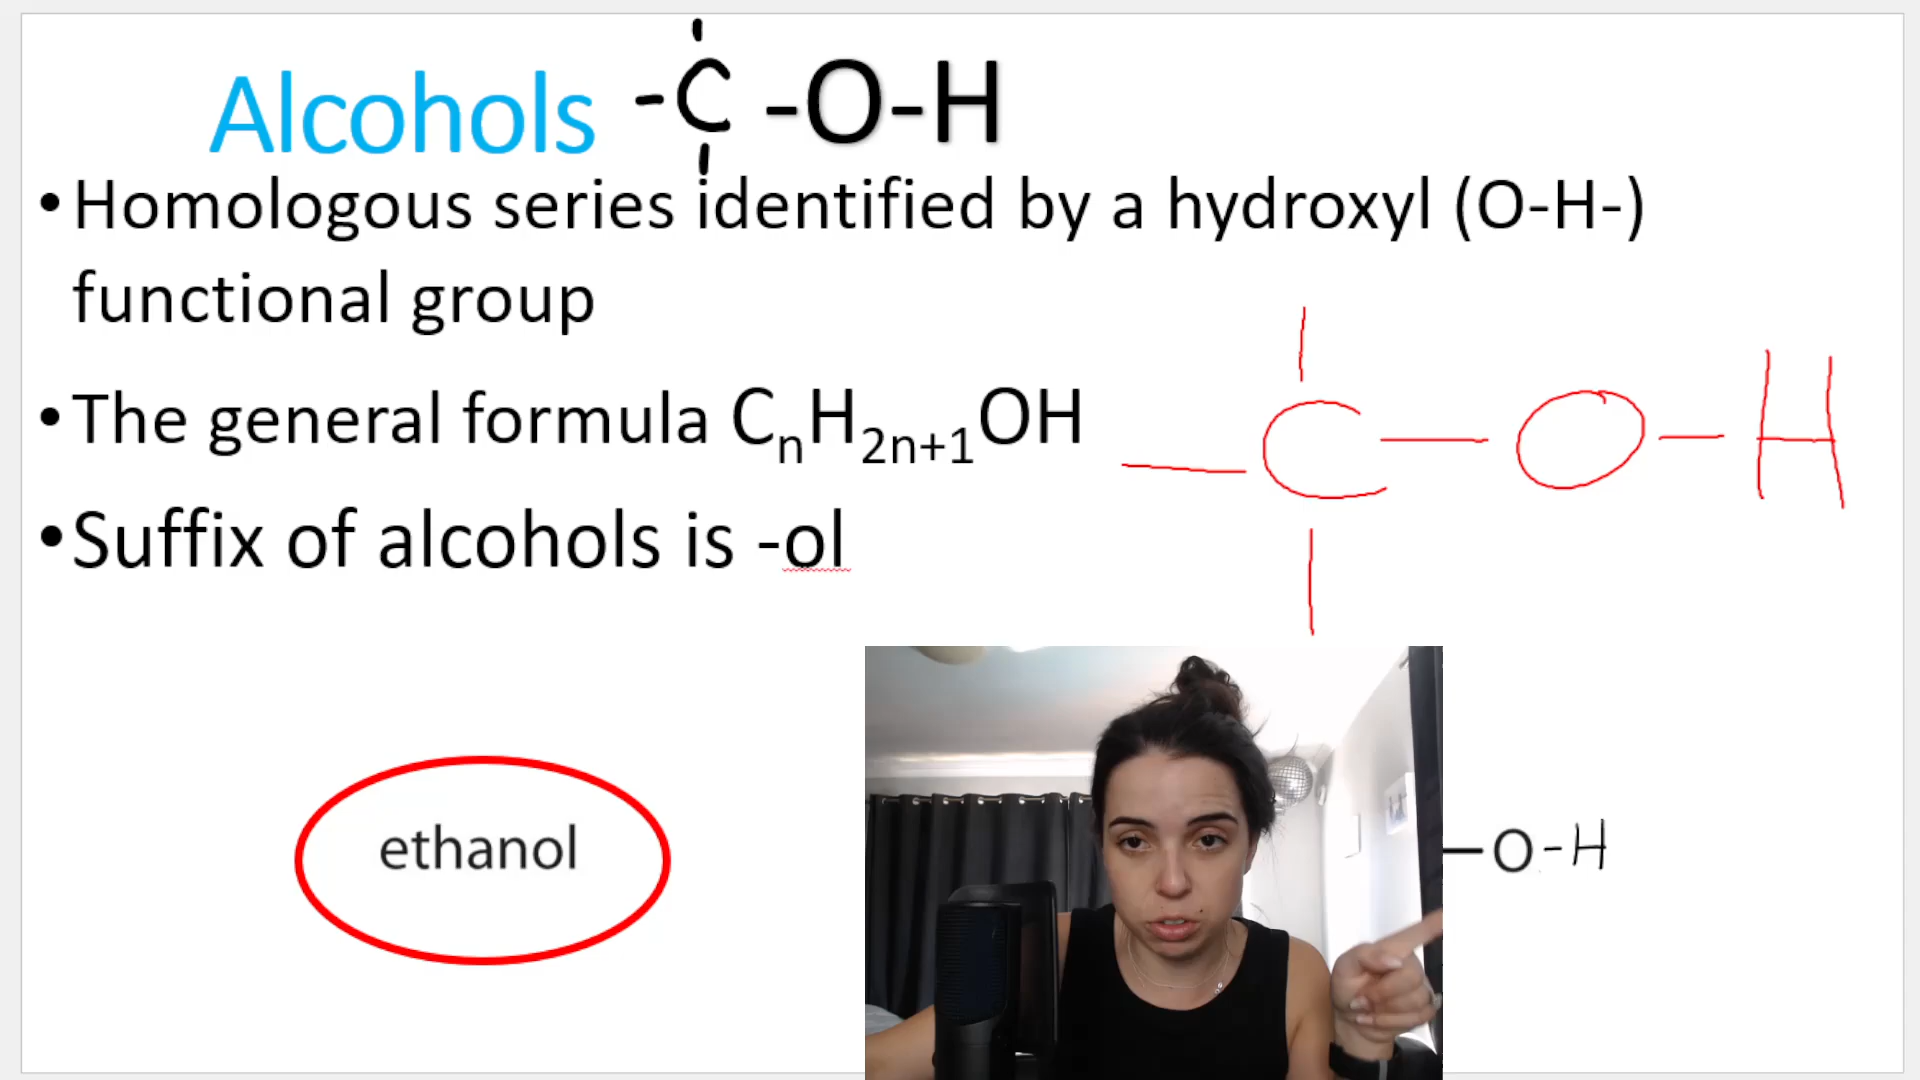 Alcohols -C-O-H
• Homologous series identified by a hydroxyl (O-H-)
functional group
• The general formula CnH2n+1OH
C-O-H
• Suffix of alcohols is -ol
ethanol
-O-H